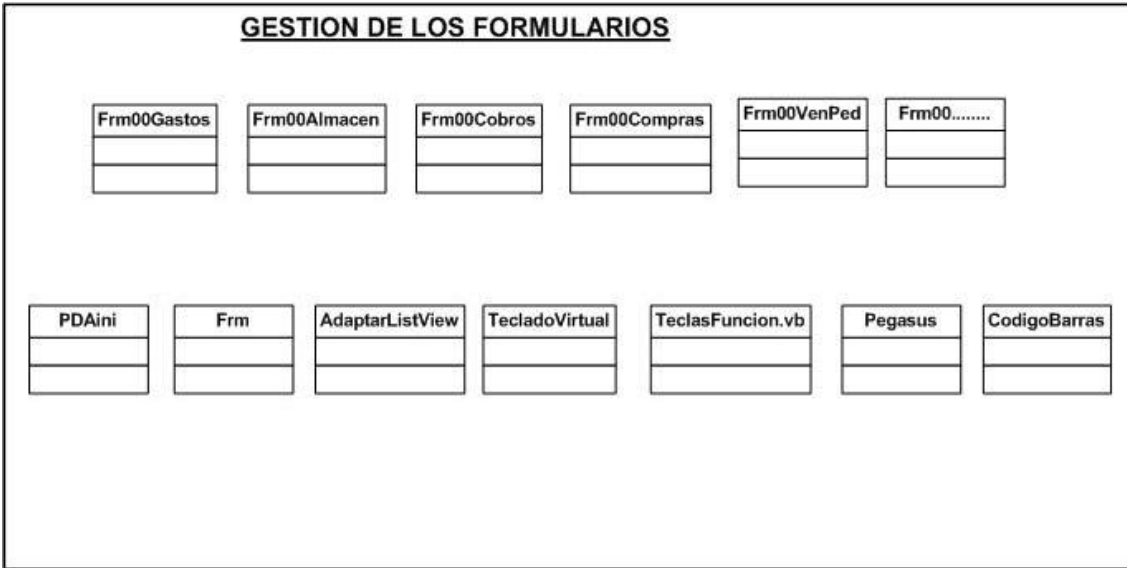 GESTION DE LOS FORMULARIOS
Frm00Gastos
Frm00Almacen
Frm00Cobros
Frm00Compras
Frm00VenPed
Frm00........
PDAini
Frm
AdaptarListView
TecladoVirtual
TeclasFuncion.vb
Pegasus
CodigoBarras